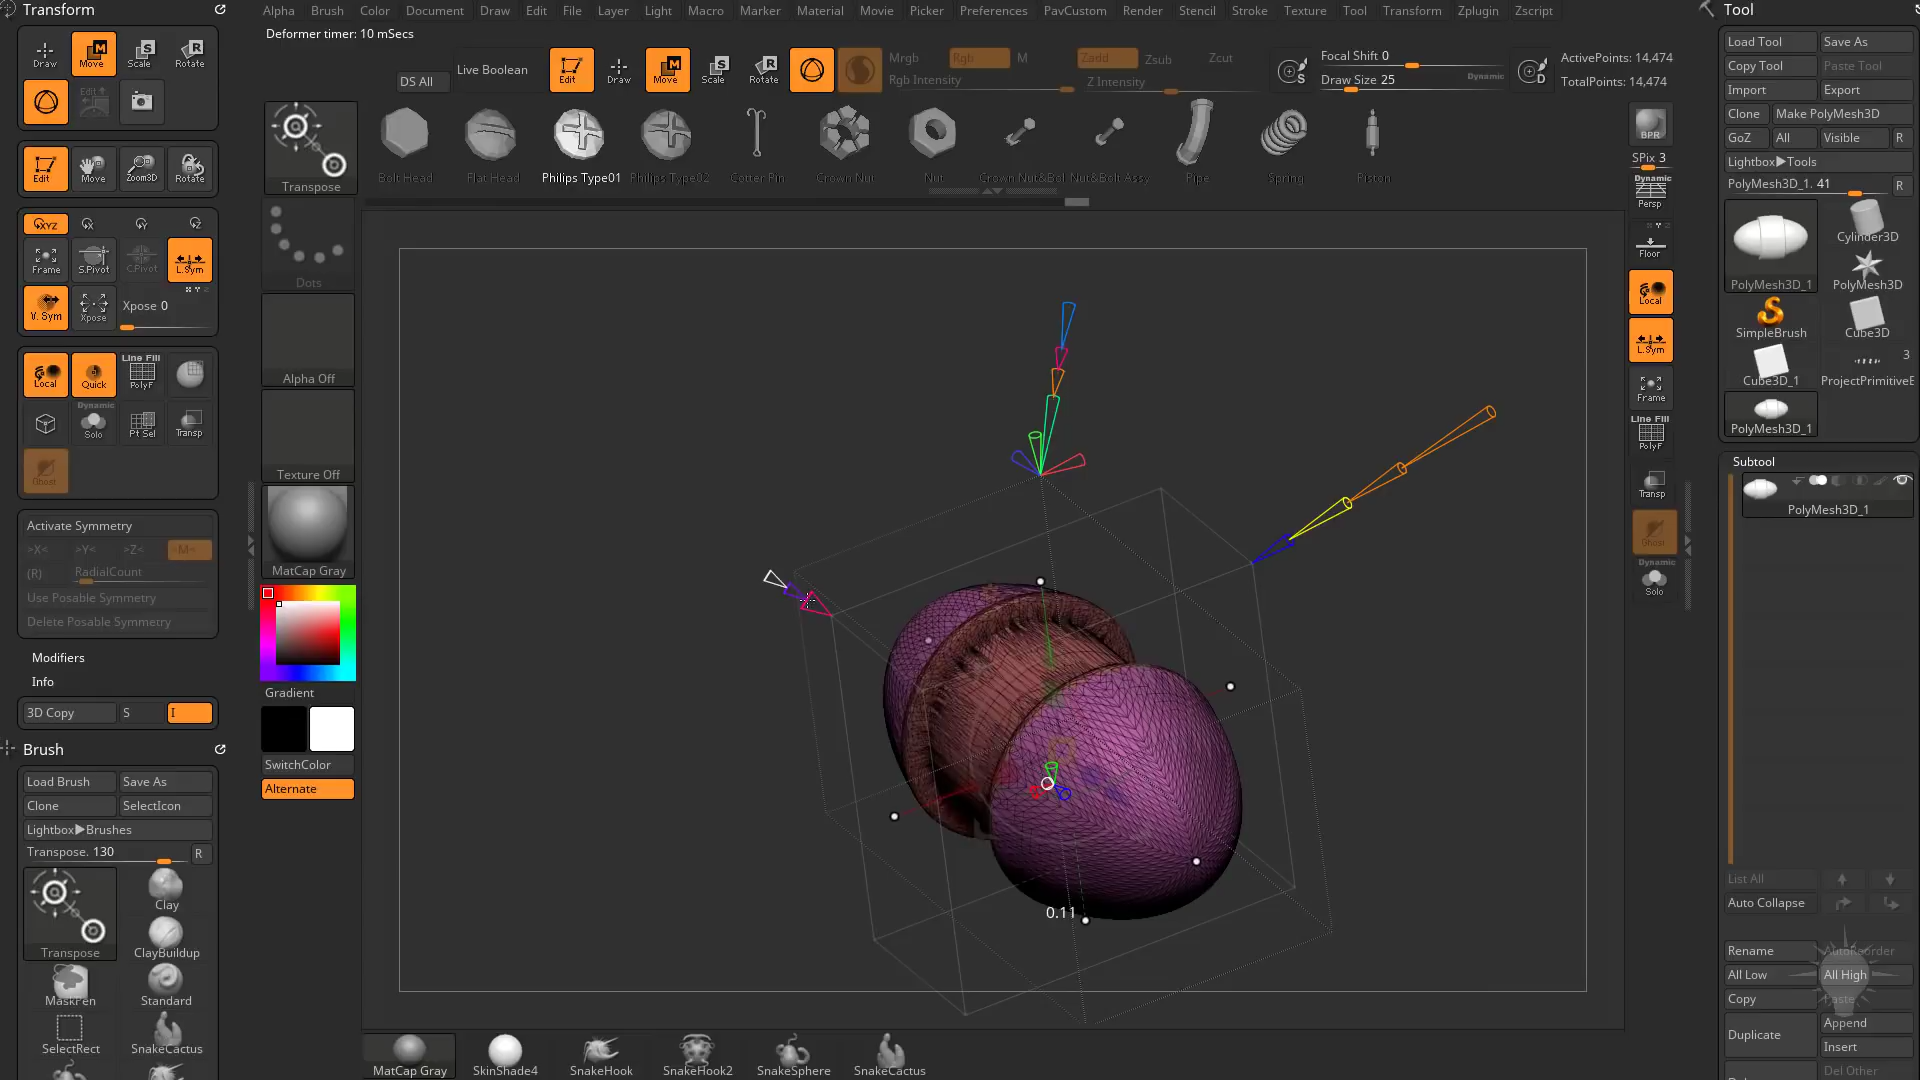 Transform
Draw
Move
Scale
Rotate
Edit
Edit
Move
Zoom3D
Rotate
XYZ
X
Y
Z
Frame
S.Pivot
C.Pivot
L.Sym
V. Sym
Xpose
Xpose 0
Local
Quick
Line Fill
PolyF
Dynamic
Solo
Pt Sel
Transp
Ghost
Activate Symmetry
>X<
>Y<
>Z<
>M<
(R)
RadialCount
Use Posable Symmetry
Delete Posable Symmetry
Modifiers
Info
3D Copy
S
I
Brush
Load Brush
Save As
Clone
SelectIcon
Lightbox▶Brushes
Transpose. 130
R
Transpose
Clay
ClayBuildup
MaskPen
Standard
SelectRect
SnakeCactus
Alpha Brush Color Document Draw Edit File Layer Light Macro Marker Material Movie Picker Preferences PavCustom Render Stencil Stroke Texture Tool Transform Zplugin Zscript
Deformer timer: 10 mSecs
DS All
Live Boolean
Edit
Draw
Move
Scale
Rotate
Mrgb
Rgb
M
Rgb Intensity
Zadd
Zsub
Zcut
Z Intensity
S
Focal Shift 0
Draw Size 25
Dynamic
D
ActivePoints: 14,474
TotalPoints: 14,474
Transpose
Bolt Head
Flat Head
Philips Type01
Philips Type02
Cotter Pin
Crown Nut
Nut
Crown Nut&Bol
Nut&Bolt Assy
Pipe
Spring
Piston
Dots
Alpha Off
Texture Off
MatCap Gray
Gradient
SwitchColor
Alternate
0.11
MatCap Gray
SkinShade4
SnakeHook
SnakeHook2
SnakeSphere
SnakeCactus
BPR
SPix 3
Dynamic
Persp
Floor
Local
L.Sym
Frame
Line Fill
PolyF
Transp
Ghost
Dynamic
Solo
Tool
Load Tool
Save As
Copy Tool
Paste Tool
Import
Export
Clone
Make PolyMesh3D
GoZ
All
Visible
R
Lightbox▶Tools
PolyMesh3D_1. 41
R
PolyMesh3D_1
Cylinder3D
PolyMesh3D
SimpleBrush
Cube3D
3
Cube3D_1
ProjectPrimitiveE
PolyMesh3D_1
Subtool
PolyMesh3D_1
List All
Auto Collapse
Rename
AutoReorder
All Low
All High
Copy
Paste
Duplicate
Append
Insert
Del Other